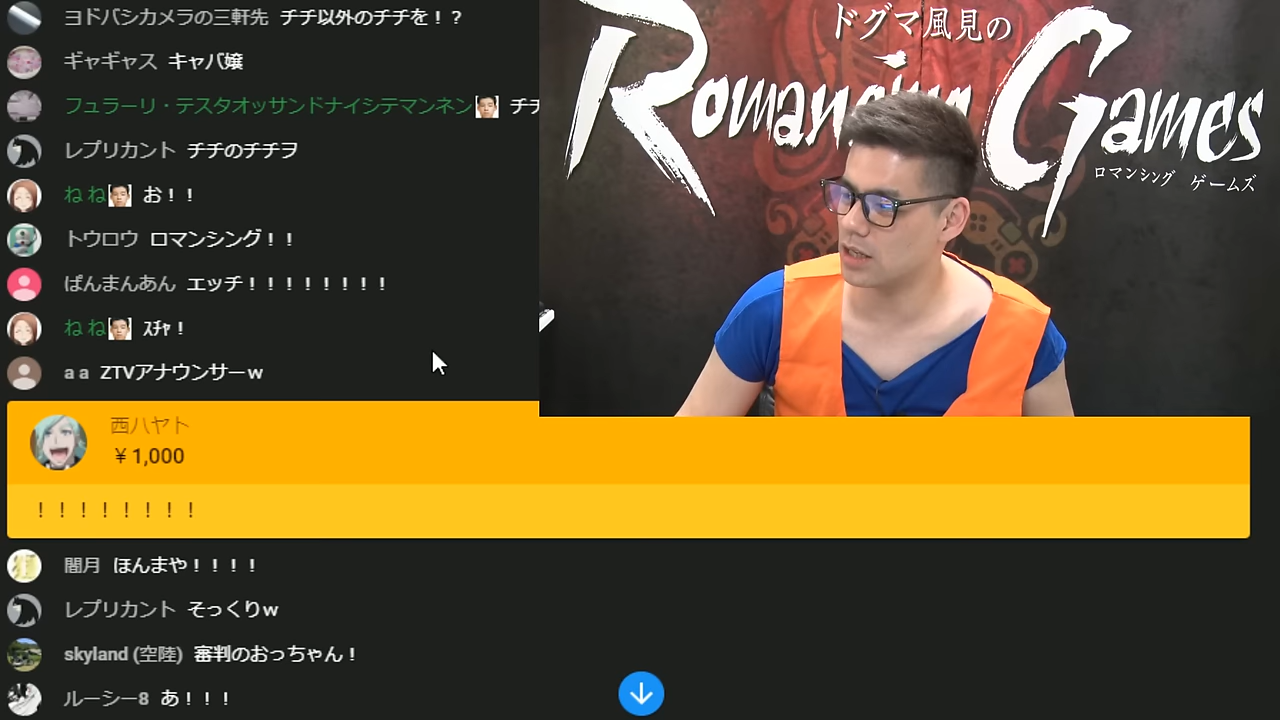 ヨドバシカメラの三軒先 チチ以外のチチを！？
ギャギャス キャバ嬢
フュラーリ・テスタオッサンドナイシテマンネン チチ
レプリカント チチのチチヲ
ね ね お！！
トウロウ ロマンシング！！
ぱんまんあん エッチ！！！！！！！！
ね ね ｽﾁｬ！
a a ZTVアナウンサーｗ
西ハヤト
￥1,000
！！！！！！！！
闇月 ほんまや！！！！
レプリカント そっくりｗ
skyland (空陸) 審判のおっちゃん！
ルーシー8 あ！！！
ドグマ風見の
Romancing Games
ロマンシング ゲームズ